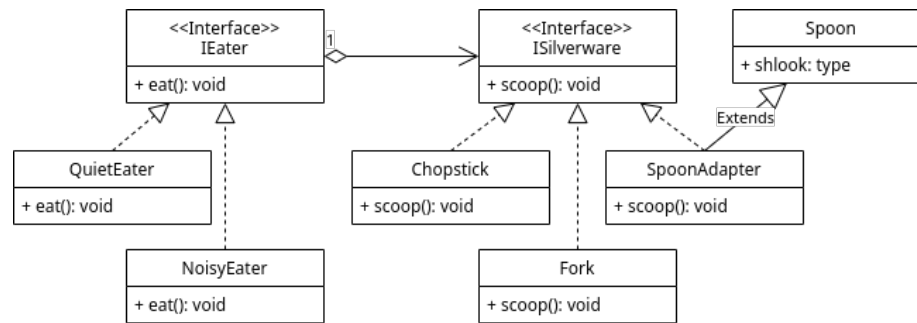 <<Interface>>
IEater
+ eat(): void
1
<<Interface>>
ISilverware
+ scoop(): void
Spoon
+ shlook: type
Extends
QuietEater
+ eat(): void
Chopstick
+ scoop(): void
SpoonAdapter
+ scoop(): void
NoisyEater
+ eat(): void
Fork
+ scoop(): void